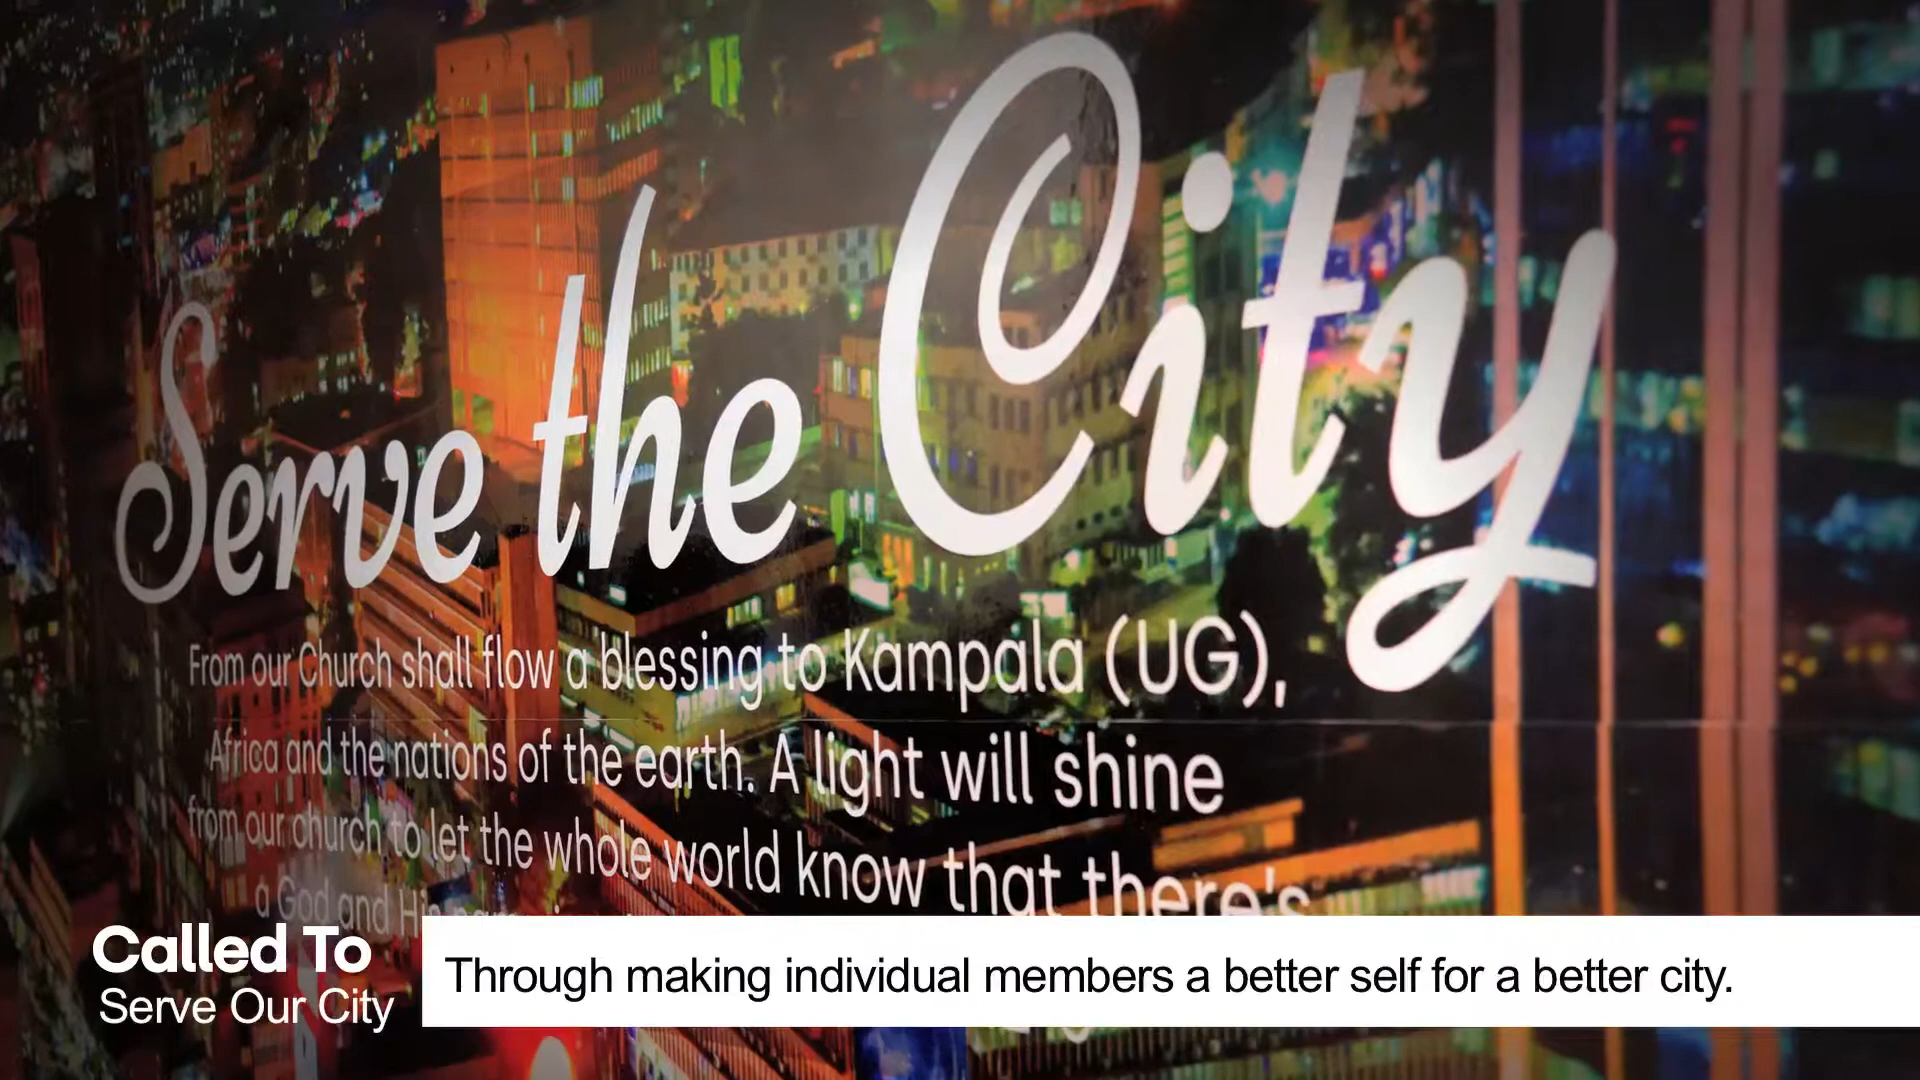 Serve the City
From our Church shall flow a blessing to Kampala (UG),
Africa and the nations of the earth. A light will shine
from our church to let the whole world know that there's
a God and His
Called To
Serve Our City
Through making individual members a better self for a better city.